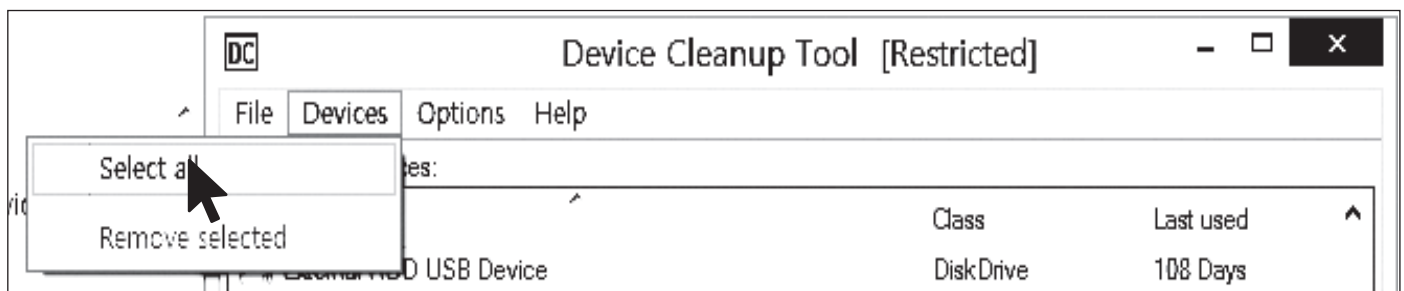 DC Device Cleanup Tool [Restricted]
File Devices Options Help
Select all
Class Last used
Remove selected
USB Device DiskDrive 108 Days